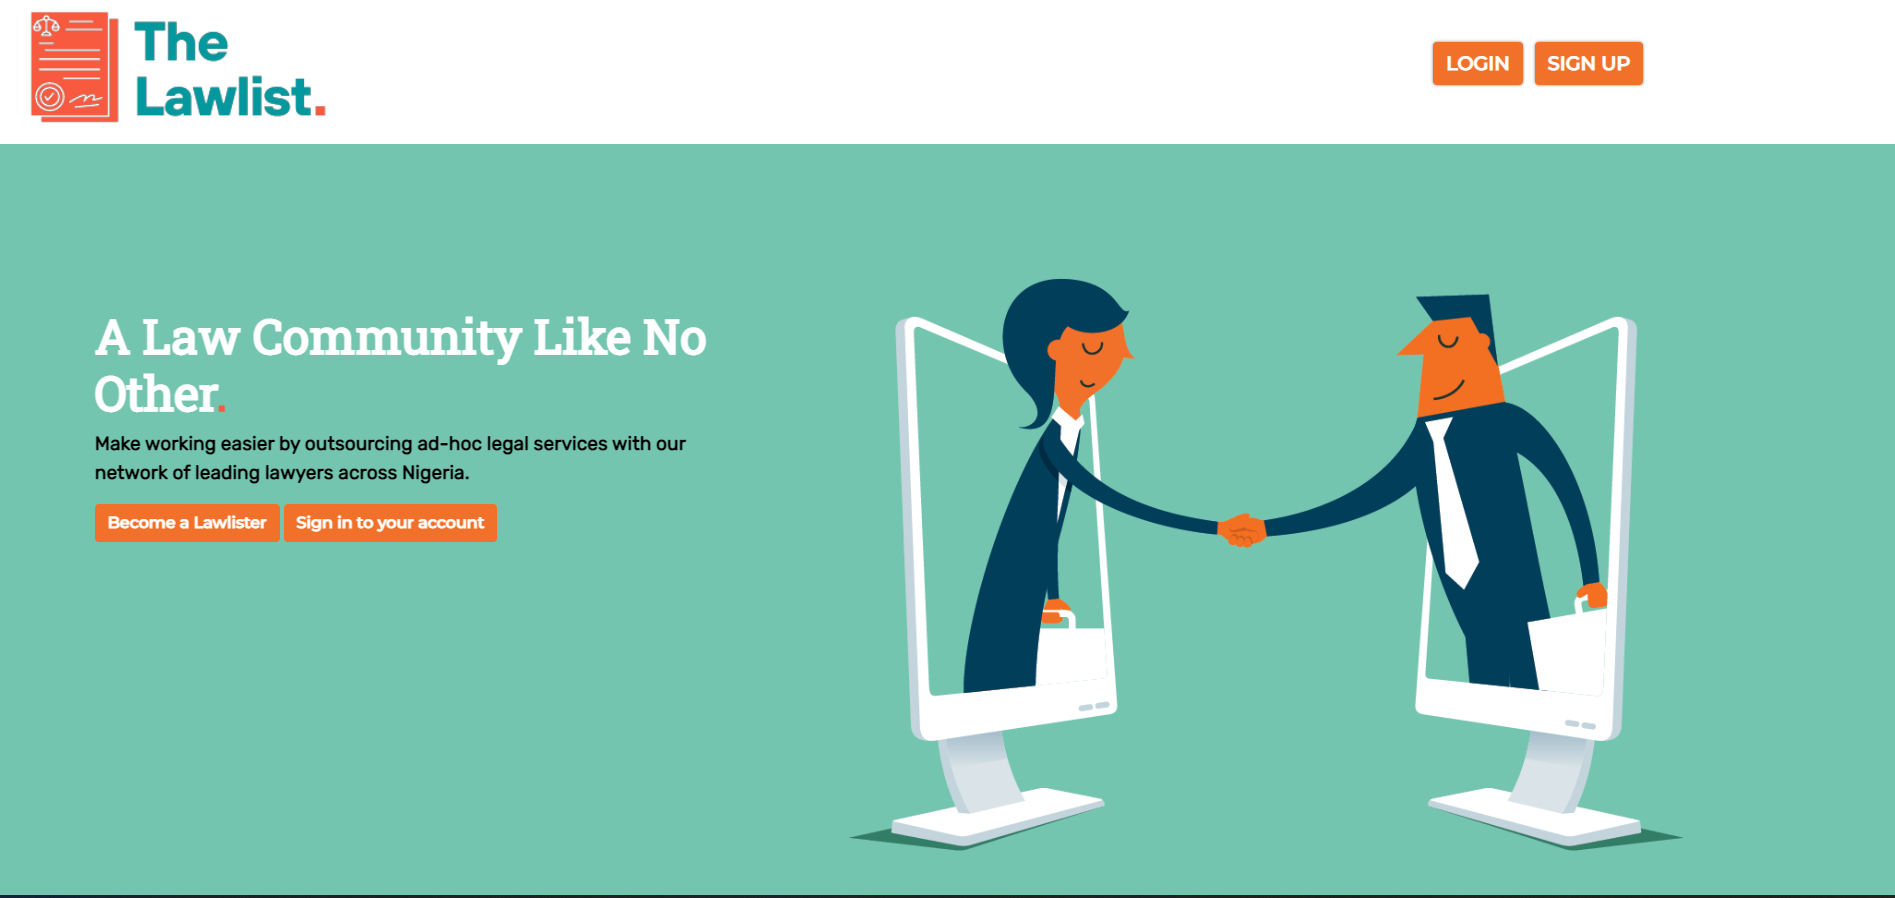 The
Lawlist.
LOGIN SIGN UP
A Law Community Like No
Other.
Make working easier by outsourcing ad-hoc legal services with our
network of leading lawyers across Nigeria.
Become a Lawlister Sign in to your account